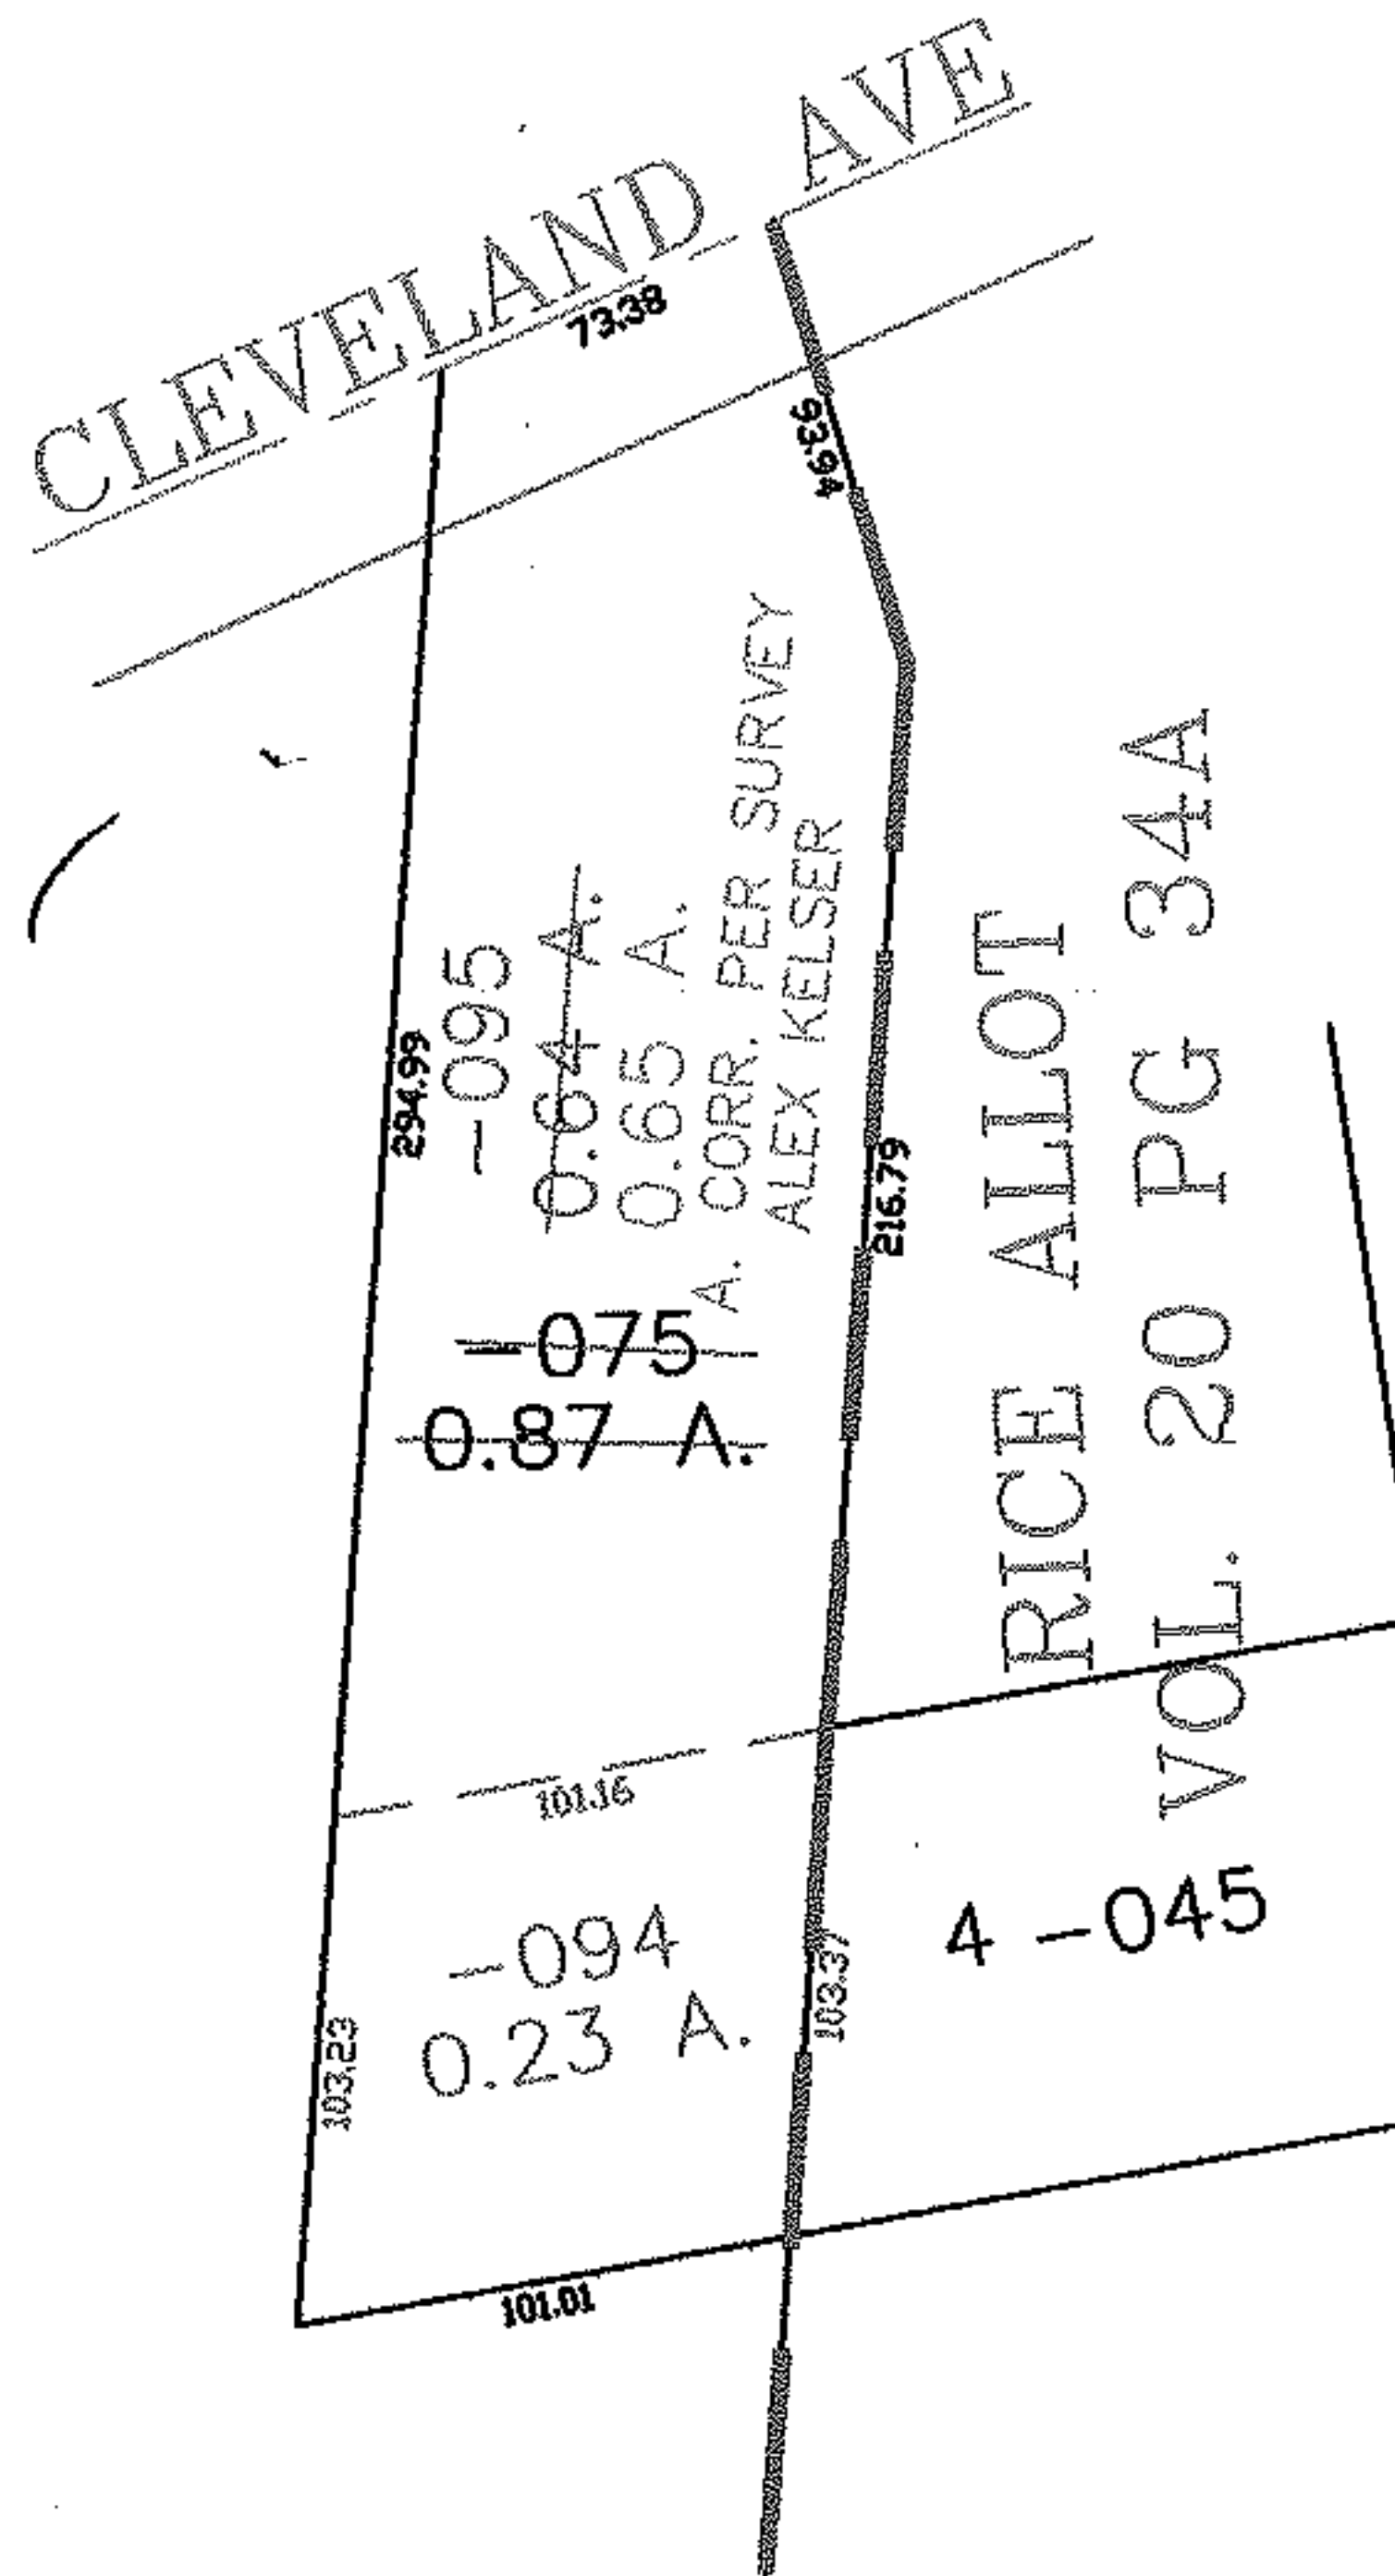 CLEVELAND AVE
73.38
93.94
294.99
-095
0.64 A.
0.65 A.
A. CORR. PER SURVEY
ALEX KELSER
216.79
-075
0.87 A.
RICE ALLOT
VOL. 20 PG 34A
101.16
-094
0.23 A.
103.23
103.37
4 -045
101.01